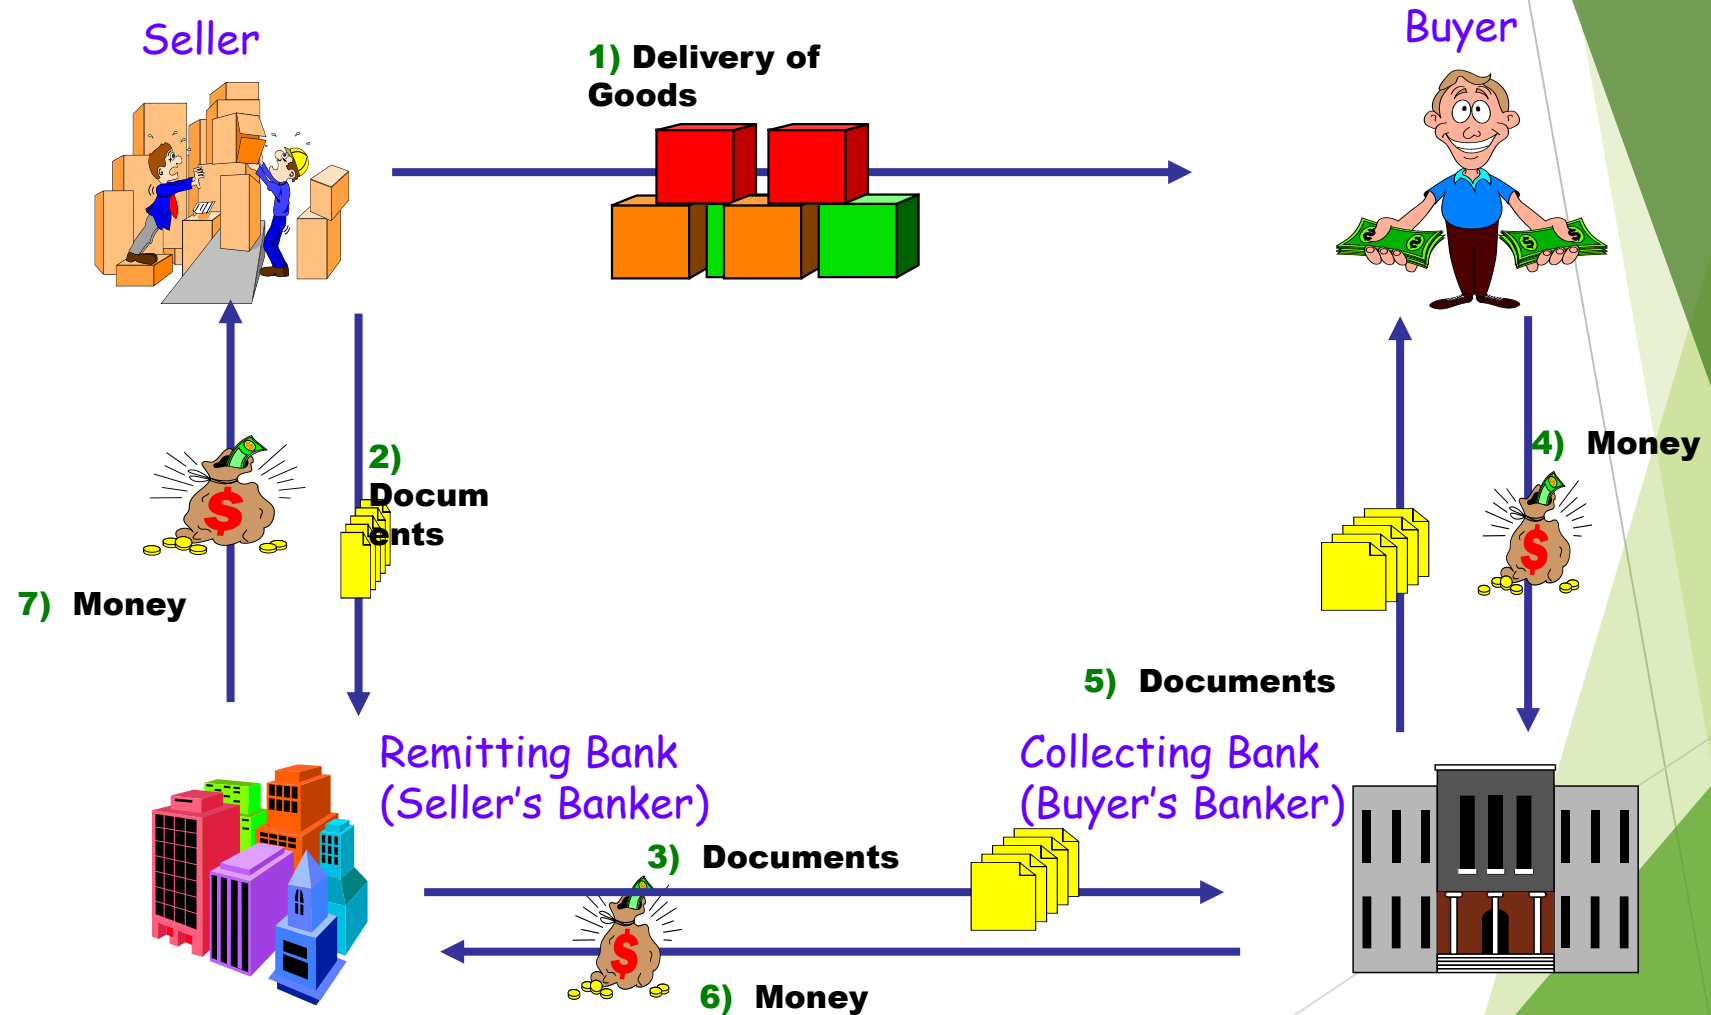 Seller
Buyer
1) Delivery of
Goods
2)
Docum
ents
4) Money
7) Money
5) Documents
Remitting Bank
(Seller's Banker)
Collecting Bank
(Buyer's Banker)
3) Documents
6) Money